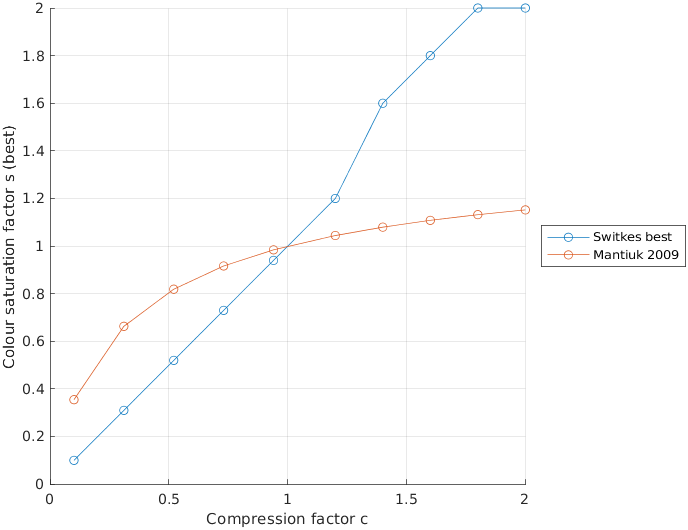 2
1.8
1.6
1.4
1.2
1
0.8
0.6
0.4
0.2
0
Colour saturation factor s (best)
0 0.5 1 1.5 2
Compression factor c
Switkes best
Mantiuk 2009